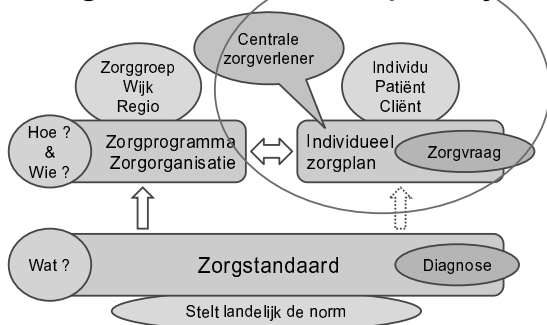 Centrale
zorgverlener
Zorggroep
Wijk
Regio
Individu
Patiënt
Cliënt
Hoe ?
&
Wie ?
Zorgprogramma
Zorgorganisatie
Individueel
zorgplan
Zorgvraag
Wat ?
Zorgstandaard
Diagnose
Stelt landelijk de norm